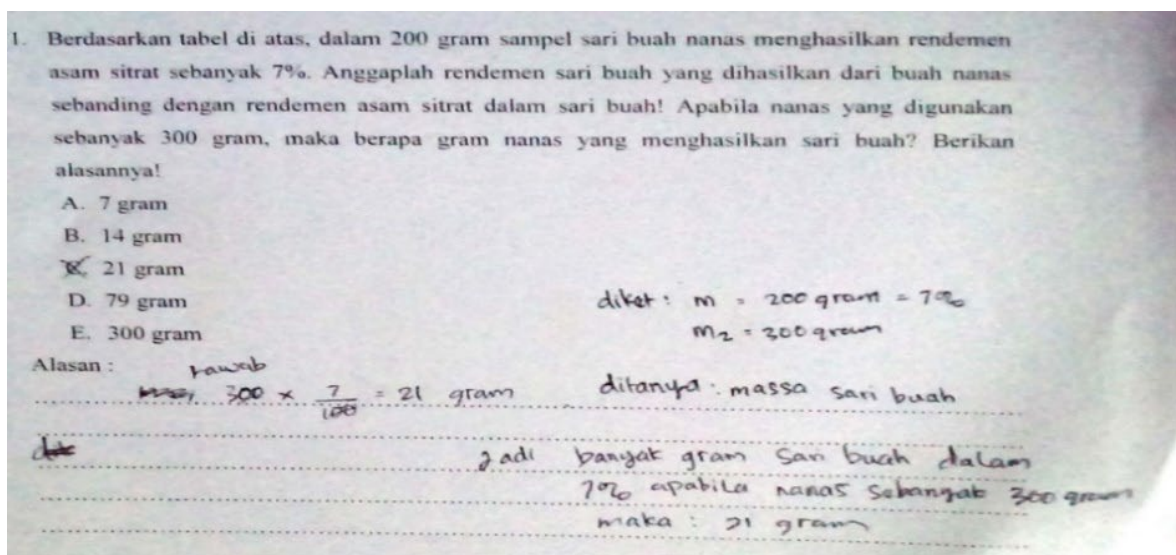 1. Berdasarkan tabel di atas, dalam 200 gram sampel sari buah nanas menghasilkan rendemen
asam sitrat sebanyak 7%. Anggaplah rendemen sari buah yang dihasilkan dari buah nanas
sebanding dengan rendemen asam sitrat dalam sari buah! Apabila nanas yang digunakan
sebanyak 300 gram, maka berapa gram nanas yang menghasilkan sari buah? Berikan
alasannya!
A. 7 gram
B. 14 gram
C. 21 gram
D. 79 gram
E. 300 gram
diket : m = 200 gram = 7%
m2 = 300 gram
Alasan :
Jawab
300 × 7/100 = 21 gram
ditanya : massa sari buah
Jadi banyak gram sari buah dalam
7% apabila nanas sebanyak 300 gram
maka : 21 gram